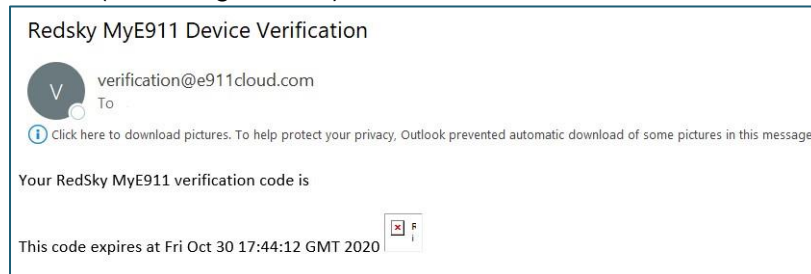 Redsky MyE911 Device Verification
V
verification@e911cloud.com
To
Click here to download pictures. To help protect your privacy, Outlook prevented automatic download of some pictures in this message
Your RedSky MyE911 verification code is
This code expires at Fri Oct 30 17:44:12 GMT 2020